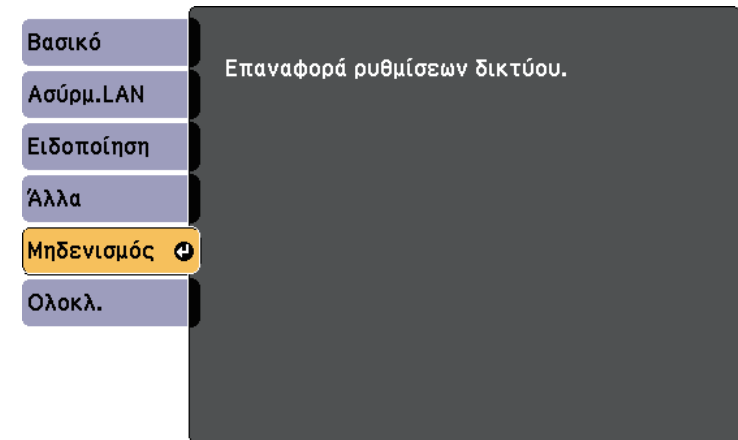 Βασικό
Επαναφορά ρυθμίσεων δικτύου.
Ασύρμ.LAN
Ειδοποίηση
Άλλα
Μηδενισμός
Ολοκλ.